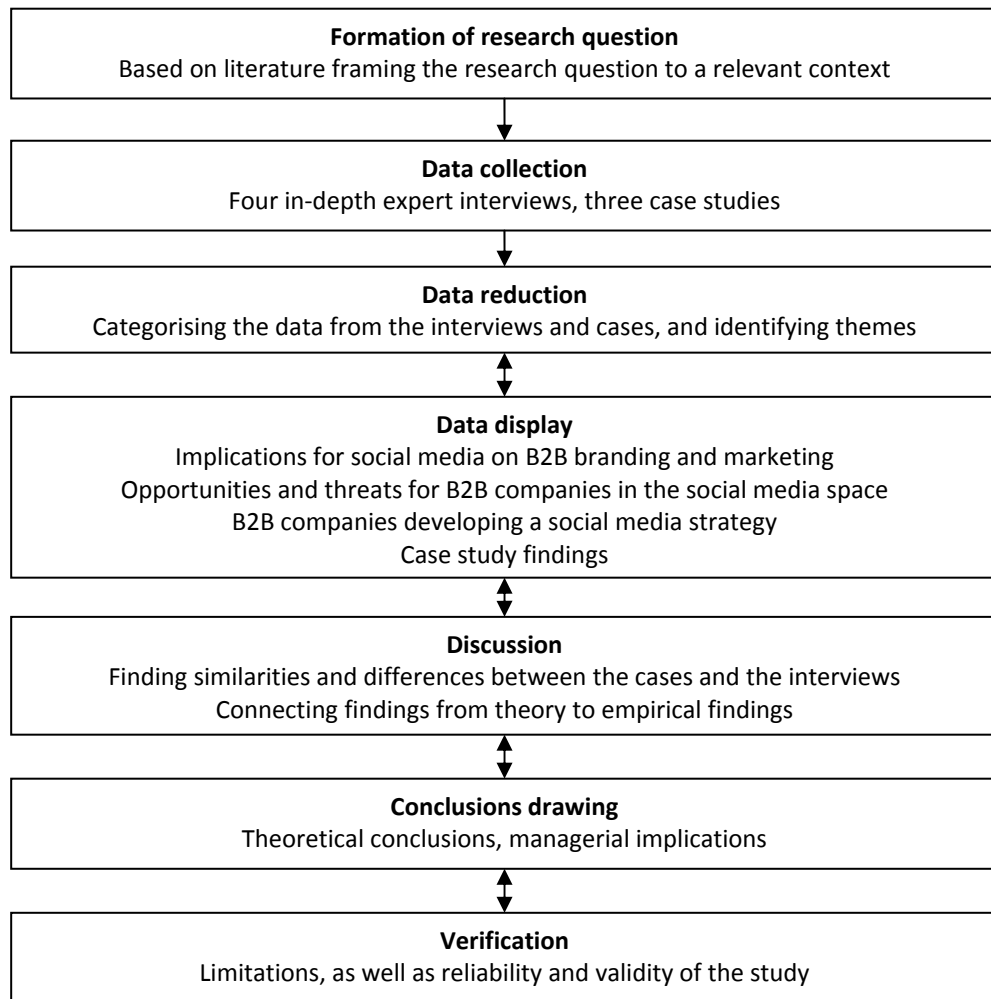 Formation of research question
Based on literature framing the research question to a relevant context
Data collection
Four in-depth expert interviews, three case studies
Data reduction
Categorising the data from the interviews and cases, and identifying themes
Data display
Implications for social media on B2B branding and marketing
Opportunities and threats for B2B companies in the social media space
B2B companies developing a social media strategy
Case study findings
Discussion
Finding similarities and differences between the cases and the interviews
Connecting findings from theory to empirical findings
Conclusions drawing
Theoretical conclusions, managerial implications
Verification
Limitations, as well as reliability and validity of the study